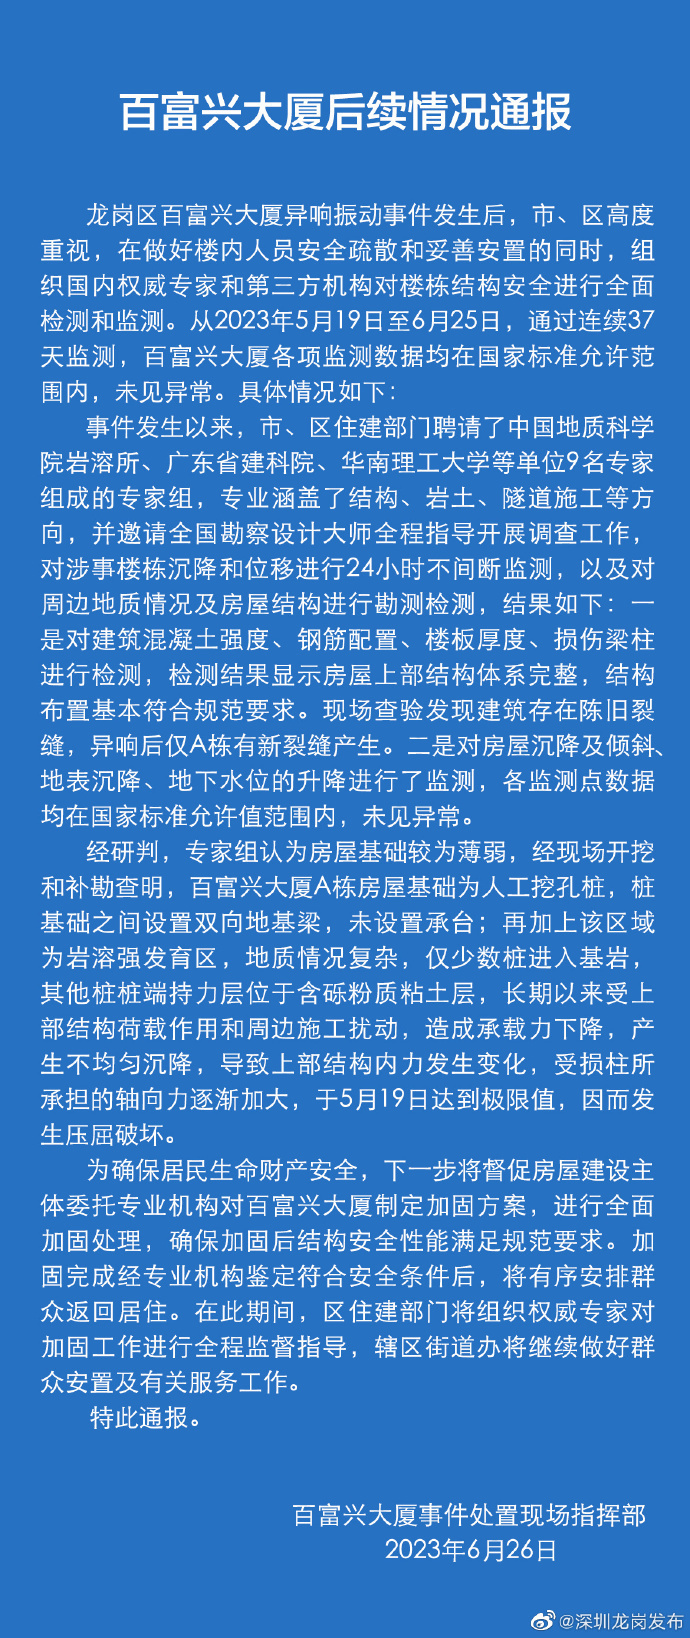 百富兴大厦后续情况通报
龙岗区百富兴大厦异响振动事件发生后，市、区高度
重视，在做好楼内人员安全疏散和妥善安置的同时，组
织国内权威专家和第三方机构对楼栋结构安全进行全面
检测和监测。从2023年5月19日至6月25日，通过连续37
天监测，百富兴大厦各项监测数据均在国家标准允许范
围内，未见异常。具体情况如下：
事件发生以来，市、区住建部门聘请了中国地质科学
院岩溶所、广东省建科院、华南理工大学等单位9名专家
组成的专家组，专业涵盖了结构、岩土、隧道施工等方
向，并邀请全国勘察设计大师全程指导开展调查工作，
对涉事楼栋沉降和位移进行24小时不间断监测，以及对
周边地质情况及房屋结构进行勘测检测，结果如下：一
是对建筑混凝土强度、钢筋配置、楼板厚度、损伤梁柱
进行检测，检测结果显示房屋上部结构体系完整，结构
布置基本符合规范要求。现场查验发现建筑存在陈旧裂
缝，异响后仅A栋有新裂缝产生。二是对房屋沉降及倾斜、
地表沉降、地下水位的升降进行了监测，各监测点数据
均在国家标准允许值范围内，未见异常。
经研判，专家组认为房屋基础较为薄弱，经现场开挖
和补勘查明，百富兴大厦A栋房屋基础为人工挖孔桩，桩
基础之间设置双向地基梁，未设置承台；再加上该区域
为岩溶强发育区，地质情况复杂，仅少数桩进入基岩，
其他桩桩端持力层位于含砾粉质粘土层，长期以来受上
部结构荷载作用和周边施工扰动，造成承载力下降，产
生不均匀沉降，导致上部结构内力发生变化，受损柱所
承担的轴向力逐渐加大，于5月19日达到极限值，因而发
生压屈破坏。
为确保居民生命财产安全，下一步将督促房屋建设主
体委托专业机构对百富兴大厦制定加固方案，进行全面
加固处理，确保加固后结构安全性能满足规范要求。加
固完成经专业机构鉴定符合安全条件后，将有序安排群
众返回居住。在此期间，区住建部门将组织权威专家对
加固工作进行全程监督指导，辖区街道办将继续做好群
众安置及有关服务工作。
特此通报。
百富兴大厦事件处置现场指挥部
2023年6月26日
@深圳龙岗发布